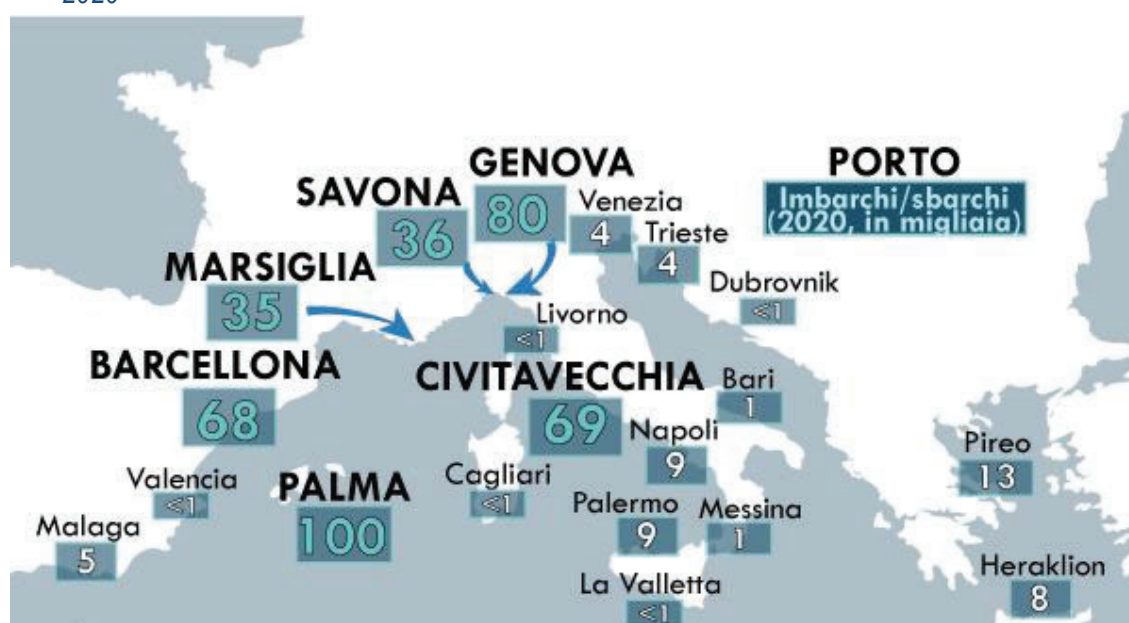 2020
GENOVA
80
SAVONA
36
Venezia
4
Trieste
4
PORTO
Imbarchi/sbarchi
(2020, in migliaia)
MARSIGLIA
35
Dubrovnik
<1
Livorno
<1
BARCELLONA
68
CIVITAVECCHIA
69
Bari
1
Napoli
9
Pireo
13
Valencia
<1
PALMA
100
Cagliari
<1
Malaga
5
Palermo
9
Messina
1
La Valletta
<1
Heraklion
8